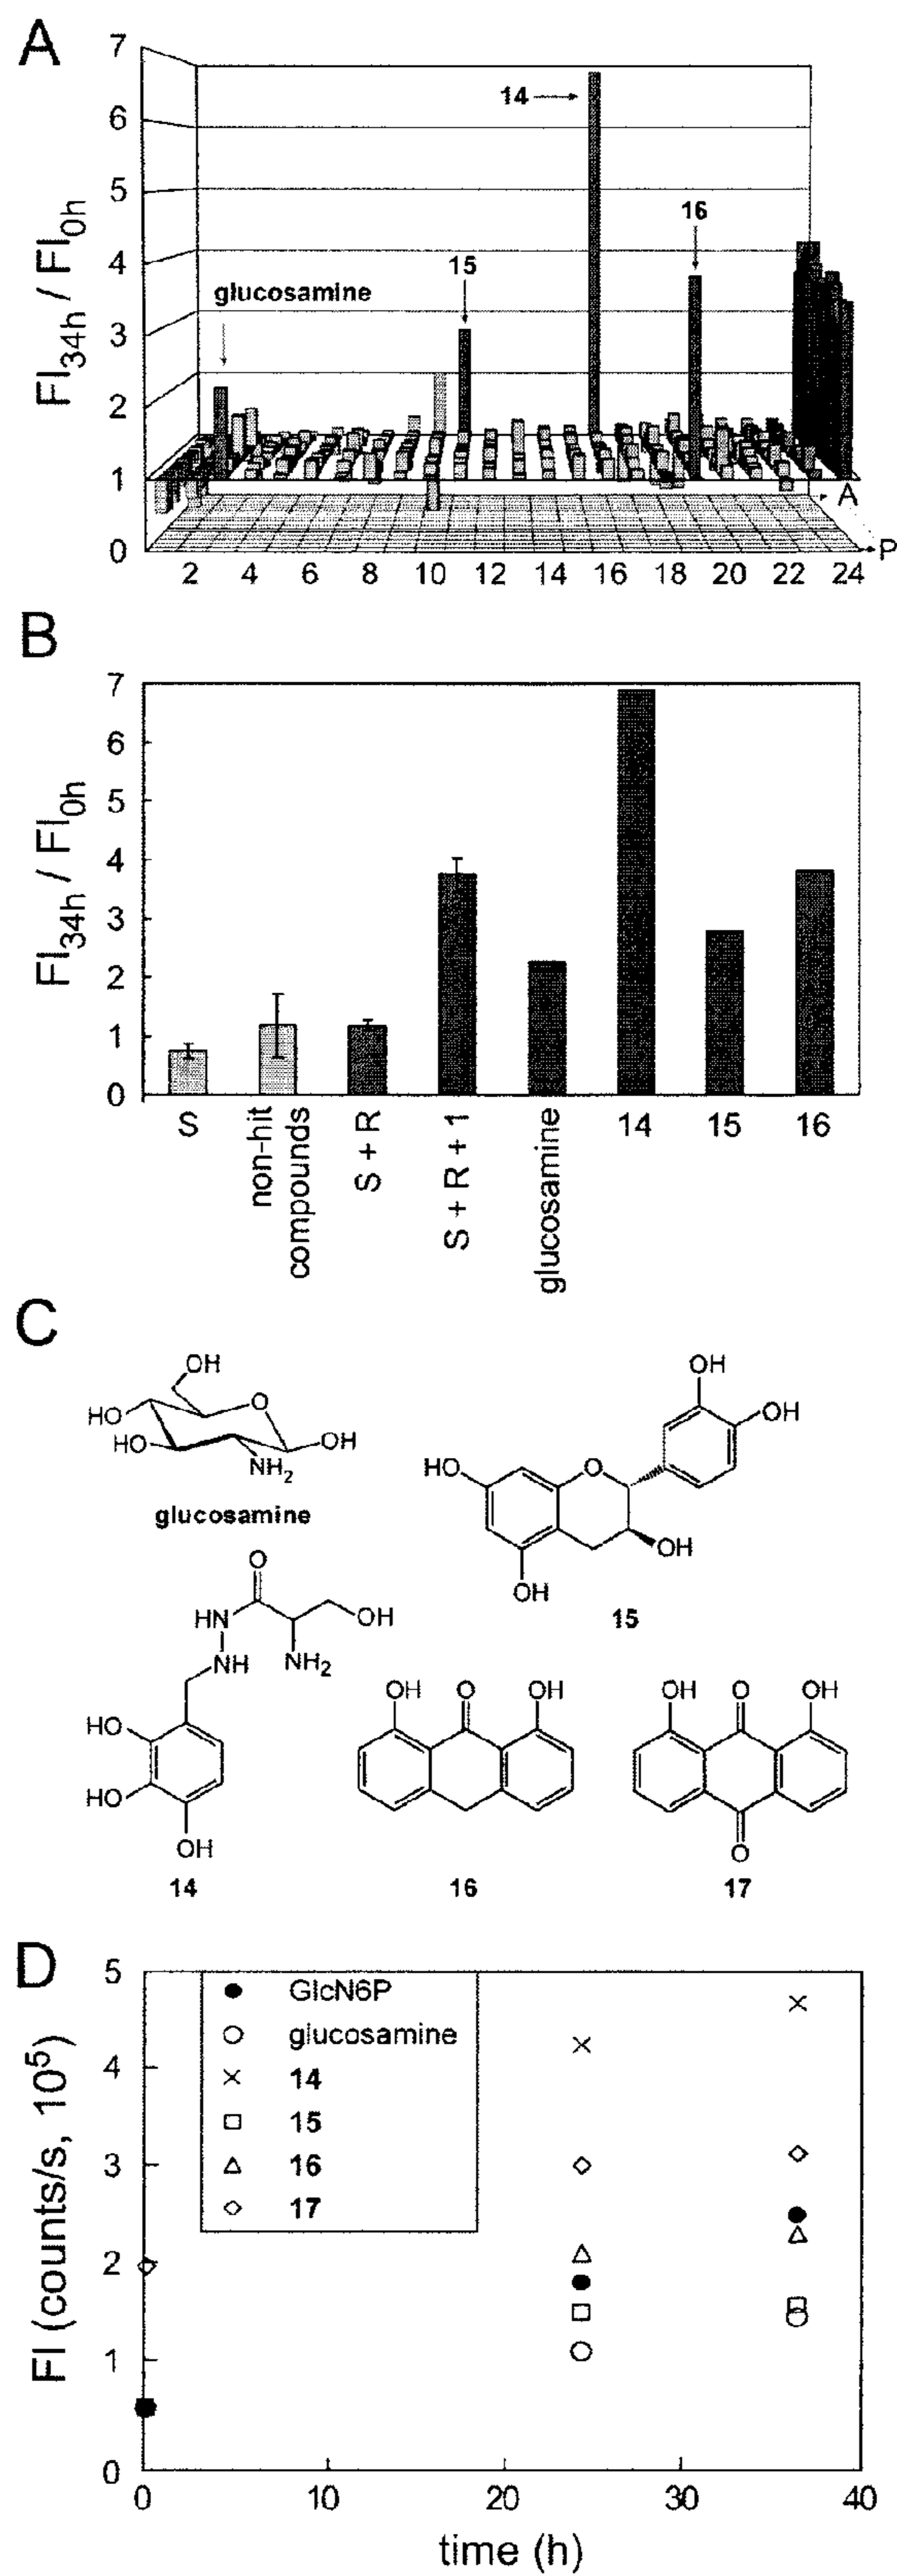 A
7
6
5
4
3
2
1
0
FI34h / FI0h
14
16
15
glucosamine
A
P
2 4 6 8 10 12 14 16 18 20 22 24
B
7
6
5
4
3
2
1
0
FI34h / FI0h
S
non-hit
compounds
S + R
S + R + 1
glucosamine
14
15
16
C
OH
HO
O
HO
OH
NH2
glucosamine
OH
OH
HO
O
OH
OH
15
O
HN
OH
NH
NH2
HO
HO
OH
14
OH O OH
16
OH O OH
O
17
D
5
4
3
2
1
0
FI (counts/s, 10^5)
GlcN6P
glucosamine
14
15
16
17
0 10 20 30 40
time (h)